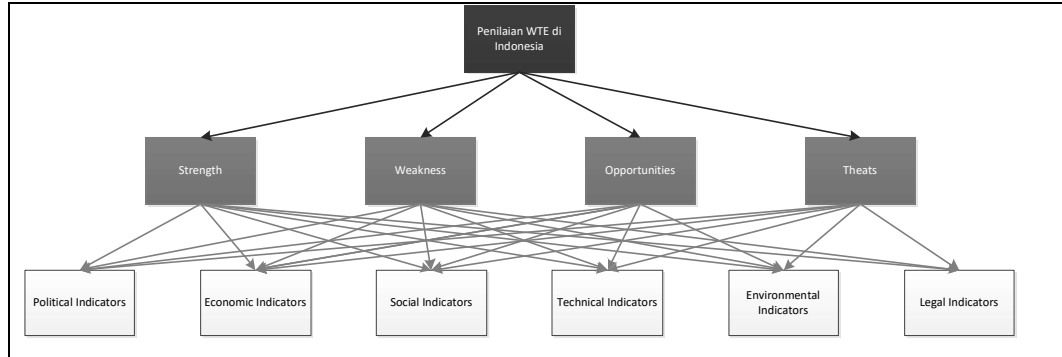 Penilaian WTE di
Indonesia
Strength
Weakness
Opportunities
Theats
Political Indicators
Economic Indicators
Social Indicators
Technical Indicators
Environmental
Indicators
Legal Indicators